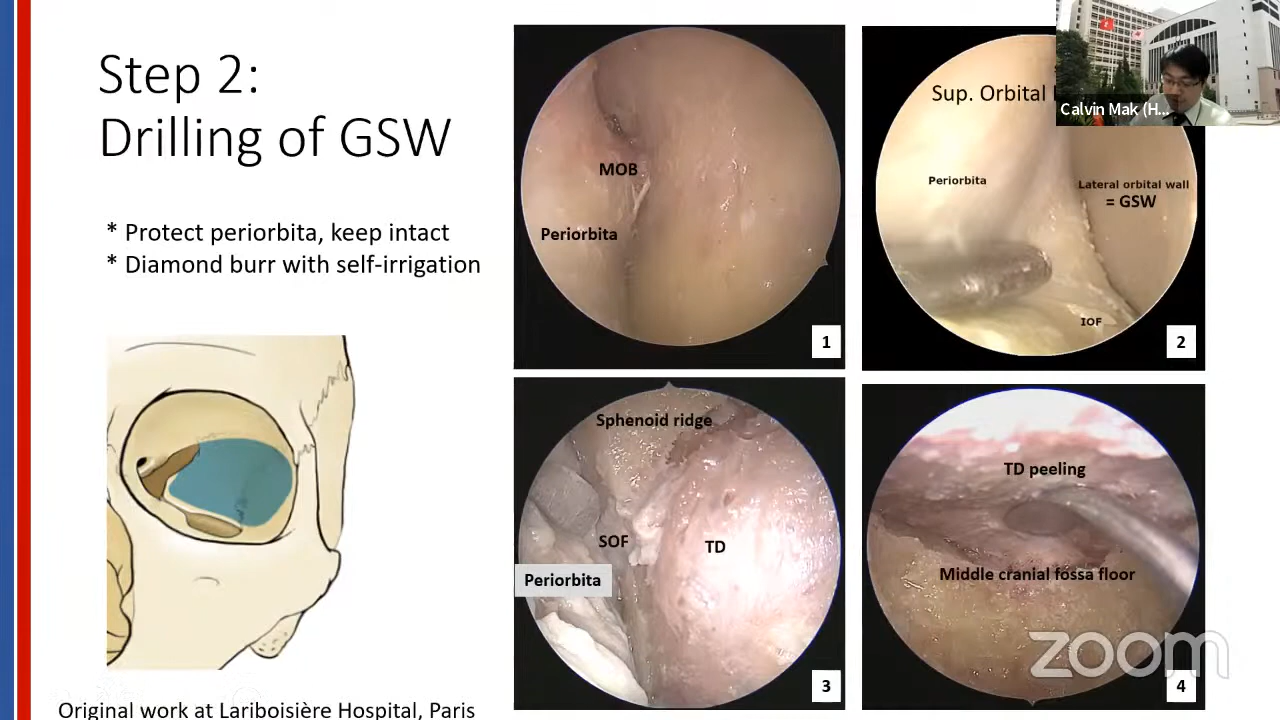 Step 2:
Drilling of GSW
* Protect periorbita, keep intact
* Diamond burr with self-irrigation
Original work at Lariboisière Hospital, Paris
MOB
Periorbita
1
Sup. Orbital
Periorbita
Lateral orbital wall
= GSW
IOF
2
Calvin Mak (H...
Sphenoid ridge
SOF
TD
Periorbita
3
TD peeling
Middle cranial fossa floor
zoom
4